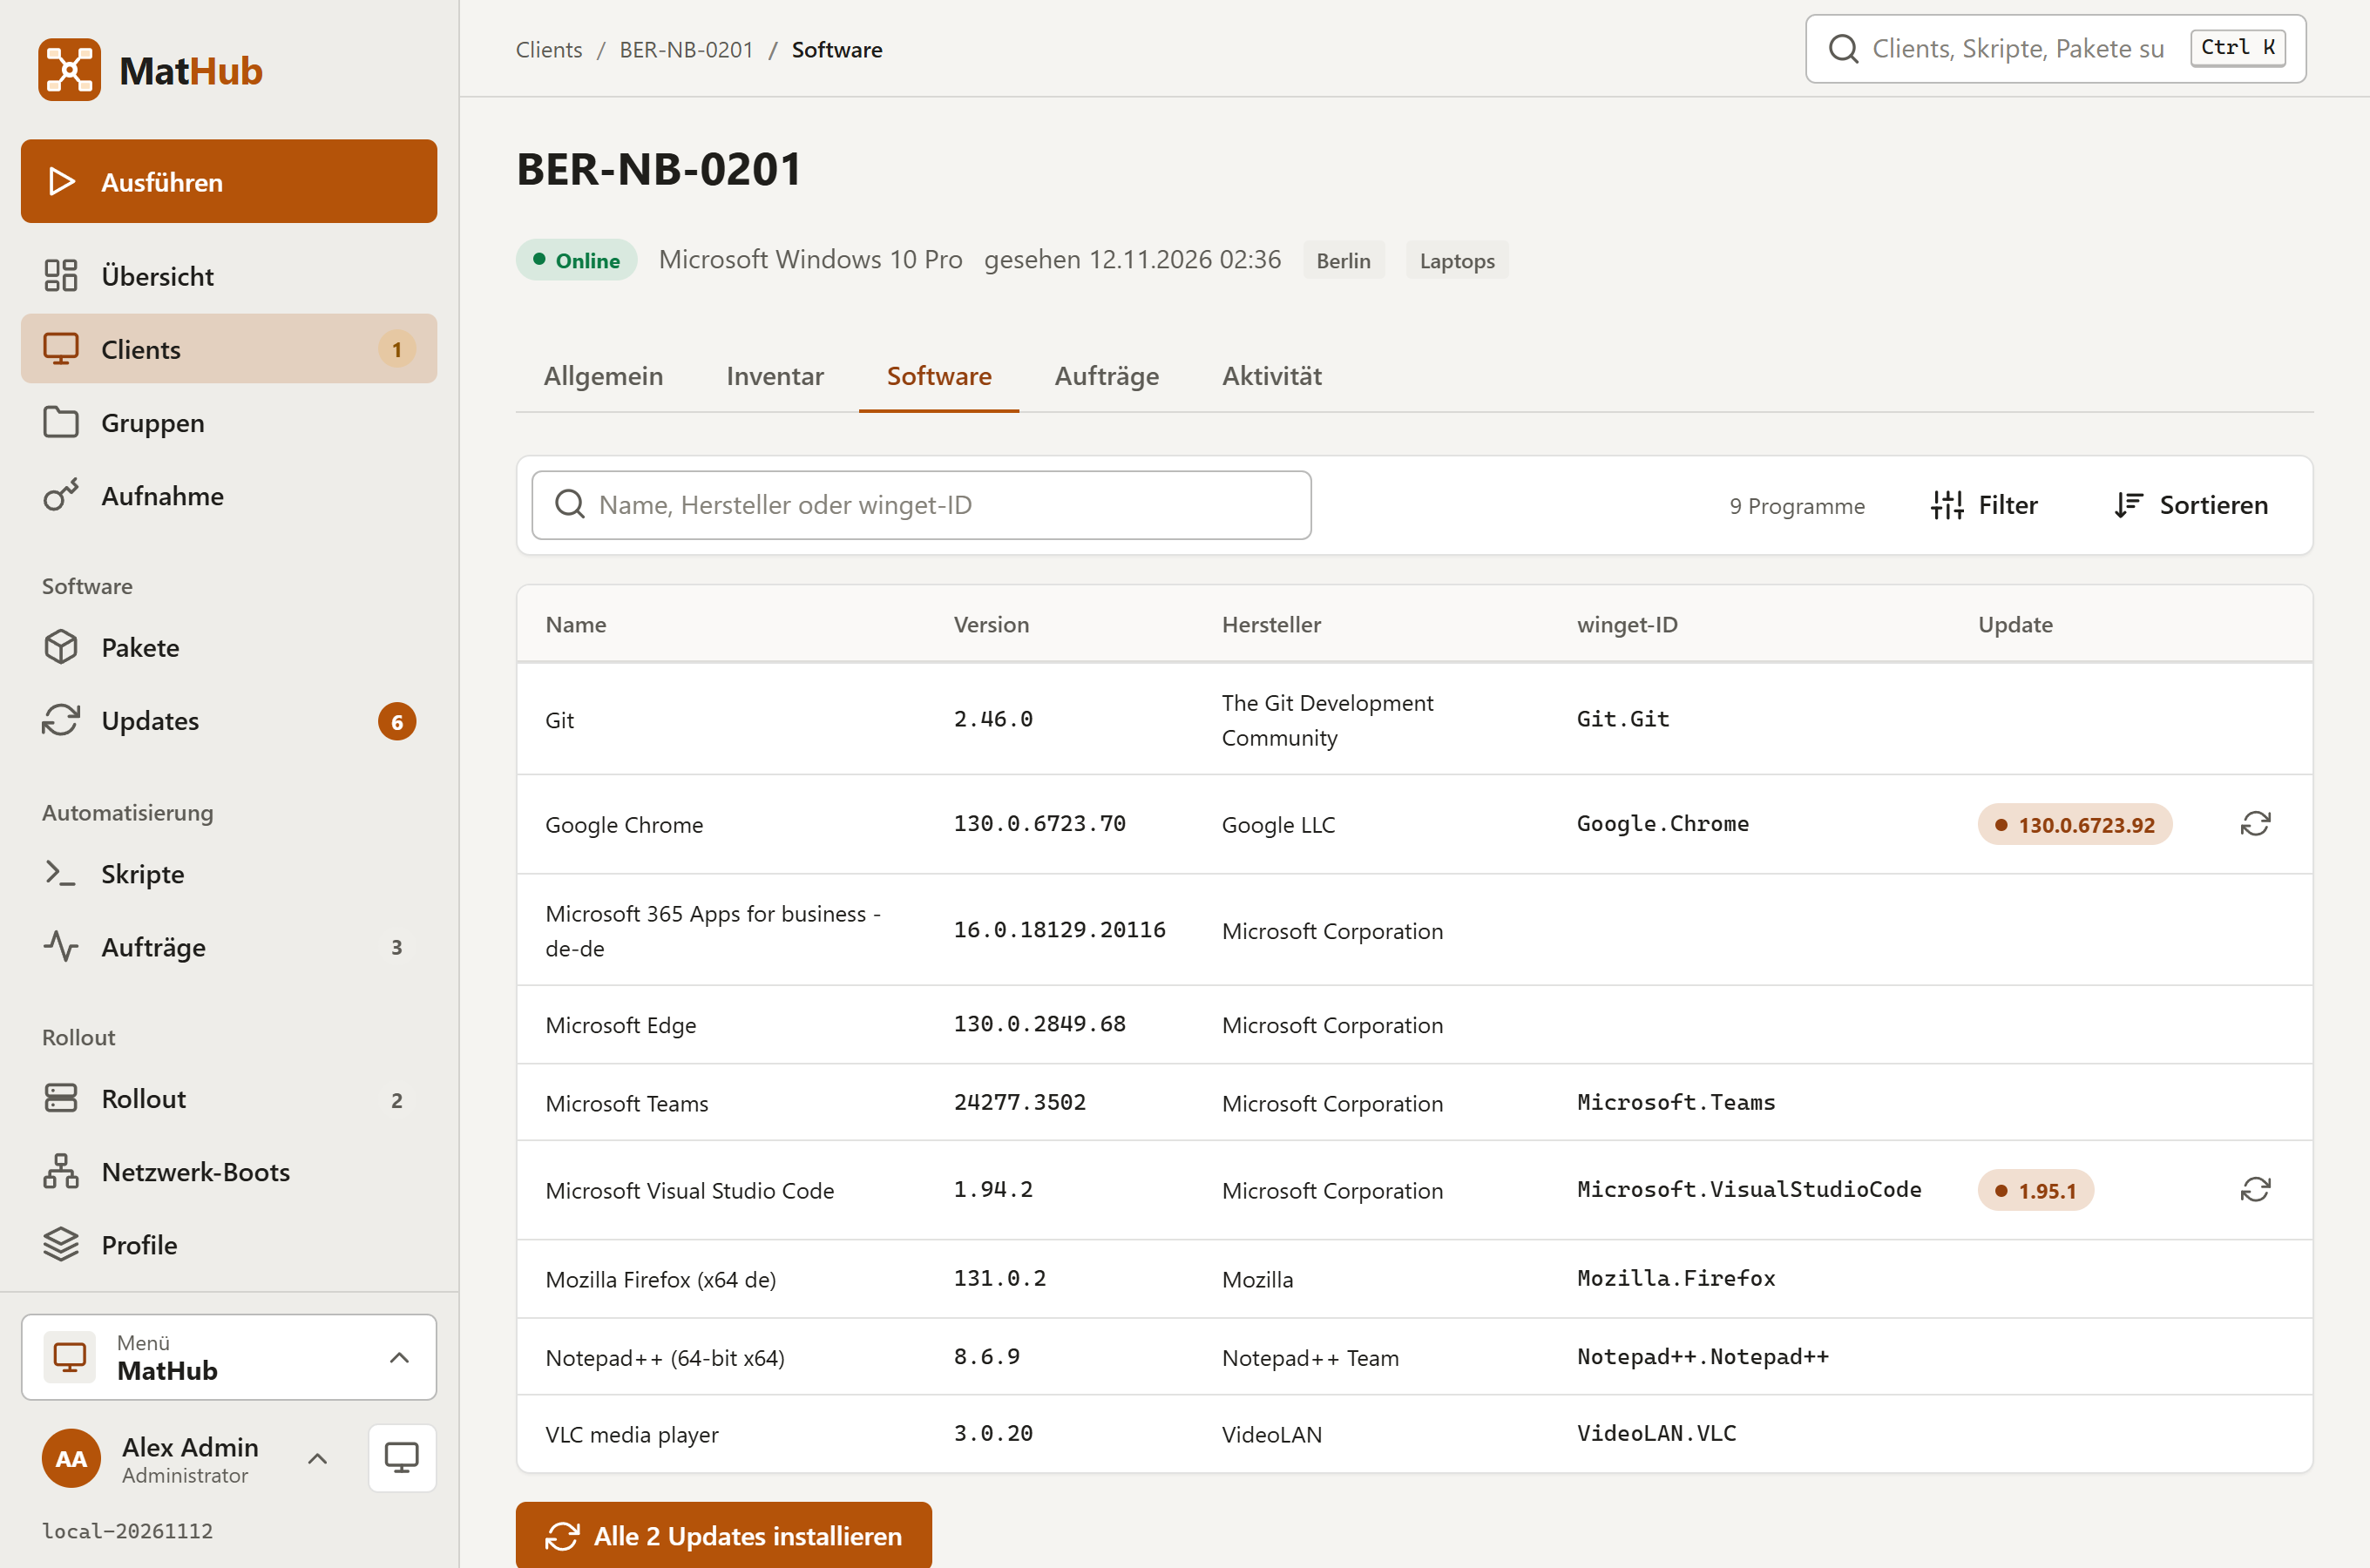 MatHub
Ausführen
Übersicht
Clients 1
Gruppen
Aufnahme
Software
Pakete
Updates 6
Automatisierung
Skripte
Aufträge 3
Rollout
Rollout 2
Netzwerk-Boots
Profile
Menü
MatHub
AA
Alex Admin
Administrator
local-20261112
Clients / BER-NB-0201 / Software
Clients, Skripte, Pakete su Ctrl K
BER-NB-0201
Online Microsoft Windows 10 Pro gesehen 12.11.2026 02:36 Berlin Laptops
Allgemein Inventar Software Aufträge Aktivität
Name, Hersteller oder winget-ID 9 Programme Filter Sortieren
Name Version Hersteller winget-ID Update
Git 2.46.0 The Git Development
Community Git.Git
Google Chrome 130.0.6723.70 Google LLC Google.Chrome 130.0.6723.92
Microsoft 365 Apps for business -
de-de 16.0.18129.20116 Microsoft Corporation
Microsoft Edge 130.0.2849.68 Microsoft Corporation
Microsoft Teams 24277.3502 Microsoft Corporation Microsoft.Teams
Microsoft Visual Studio Code 1.94.2 Microsoft Corporation Microsoft.VisualStudioCode 1.95.1
Mozilla Firefox (x64 de) 131.0.2 Mozilla Mozilla.Firefox
Notepad++ (64-bit x64) 8.6.9 Notepad++ Team Notepad++.Notepad++
VLC media player 3.0.20 VideoLAN VideoLAN.VLC
Alle 2 Updates installieren